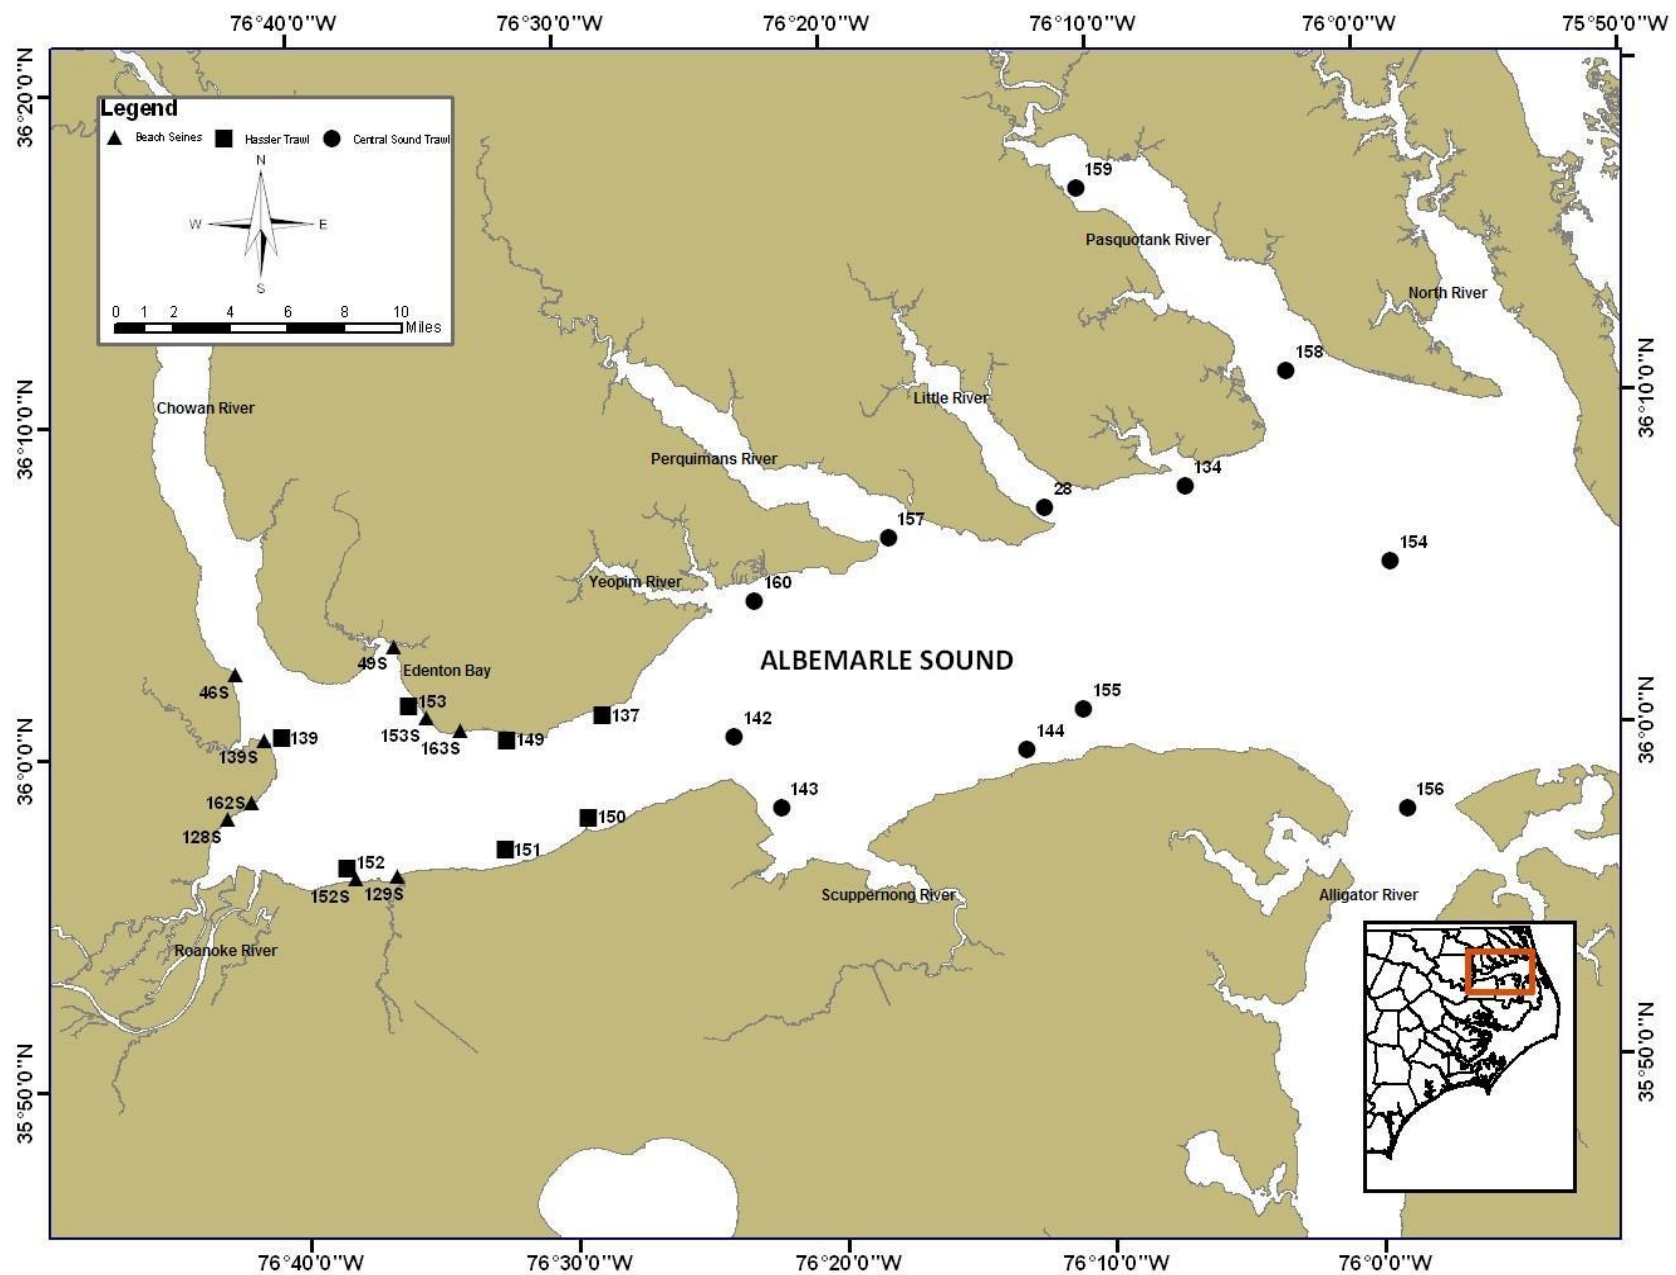 76°40'0"W 76°30'0"W 76°20'0"W 76°10'0"W 76°0'0"W 75°50'0"W
36°20'0"N
Legend
Beach Seines Hassler Trawl Central Sound Trawl
N
W E
S
0 1 2 4 6 8 10
Miles
159
Pasquotank River
North River
158
36°10'0"N
Little River
Chowan River
36°10'0"N
Perquimans River
134
28
157
154
Yeopim River
160
ALBEMARLE SOUND
49S
Edenton Bay
46S
153
155
36°0'0"N
137
142
153S
163S
149
144
139
139S
36°0'0"N
143
156
162S
150
128S
151
152
152S
129S
Scuppernong River
Alligator River
Roanoke River
35°50'0"N
35°50'0"N
76°40'0"W 76°30'0"W 76°20'0"W 76°10'0"W 76°0'0"W